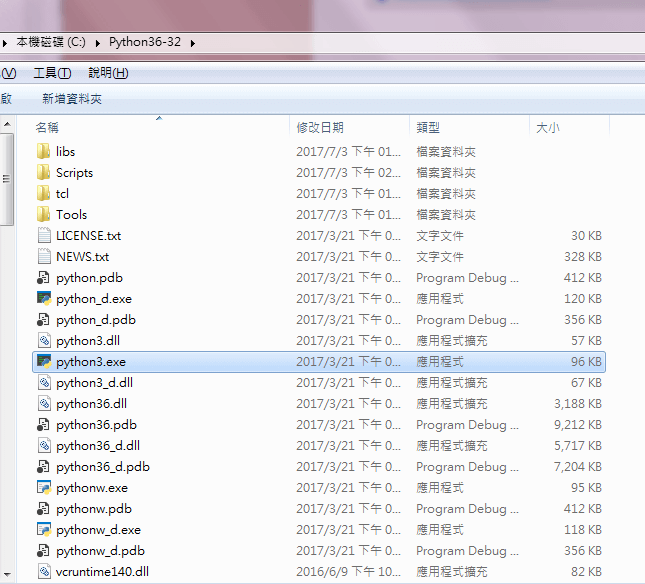 本機磁碟 (C:) Python36-32
(V) 工具(T) 說明(H)
啟 新增資料夾
名稱 修改日期 類型 大小
libs 2017/7/3 下午 01... 檔案資料夾
Scripts 2017/7/3 下午 02... 檔案資料夾
tcl 2017/7/3 下午 01... 檔案資料夾
Tools 2017/7/3 下午 01... 檔案資料夾
LICENSE.txt 2017/3/21 下午 0... 文字文件 30 KB
NEWS.txt 2017/3/21 下午 0... 文字文件 328 KB
python.pdb 2017/3/21 下午 0... Program Debug ... 412 KB
python_d.exe 2017/3/21 下午 0... 應用程式 120 KB
python_d.pdb 2017/3/21 下午 0... Program Debug ... 356 KB
python3.dll 2017/3/21 下午 0... 應用程式擴充 57 KB
python3.exe 2017/3/21 下午 0... 應用程式 96 KB
python3_d.dll 2017/3/21 下午 0... 應用程式擴充 67 KB
python36.dll 2017/3/21 下午 0... 應用程式擴充 3,188 KB
python36.pdb 2017/3/21 下午 0... Program Debug ... 9,212 KB
python36_d.dll 2017/3/21 下午 0... 應用程式擴充 5,717 KB
python36_d.pdb 2017/3/21 下午 0... Program Debug ... 7,204 KB
pythonw.exe 2017/3/21 下午 0... 應用程式 95 KB
pythonw.pdb 2017/3/21 下午 0... Program Debug ... 412 KB
pythonw_d.exe 2017/3/21 下午 0... 應用程式 118 KB
pythonw_d.pdb 2017/3/21 下午 0... Program Debug ... 356 KB
vcruntime140.dll 2016/6/9 下午 10... 應用程式擴充 82 KB